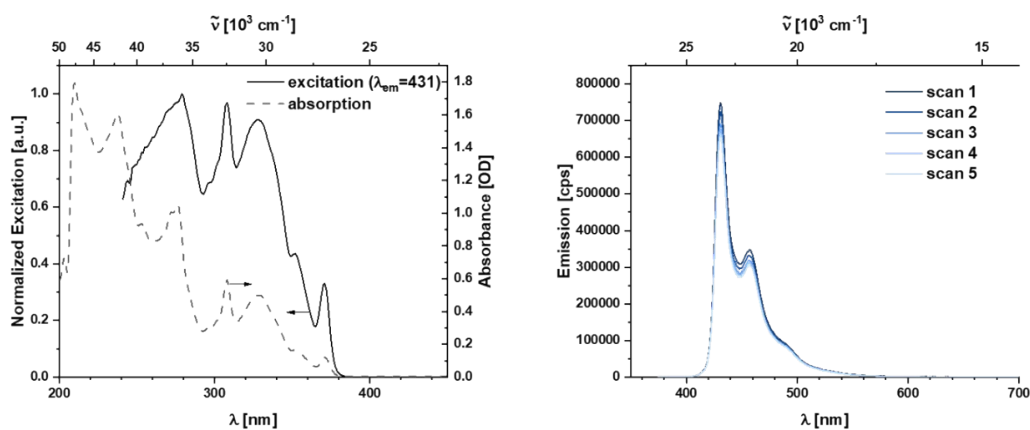 ν̃ [10³ cm⁻¹]
50 45 40 35 30 25
excitation (λem=431)
absorption
1.0
0.8
0.6
0.4
0.2
0.0
Normalized Excitation [a.u.]
1.8
1.6
1.4
1.2
1.0
0.8
0.6
0.4
0.2
0.0
Absorbance [OD]
200 300 400
λ [nm]
ν̃ [10³ cm⁻¹]
25 20 15
scan 1
scan 2
scan 3
scan 4
scan 5
800000
700000
600000
500000
400000
300000
200000
100000
0
Emission [cps]
400 500 600 700
λ [nm]